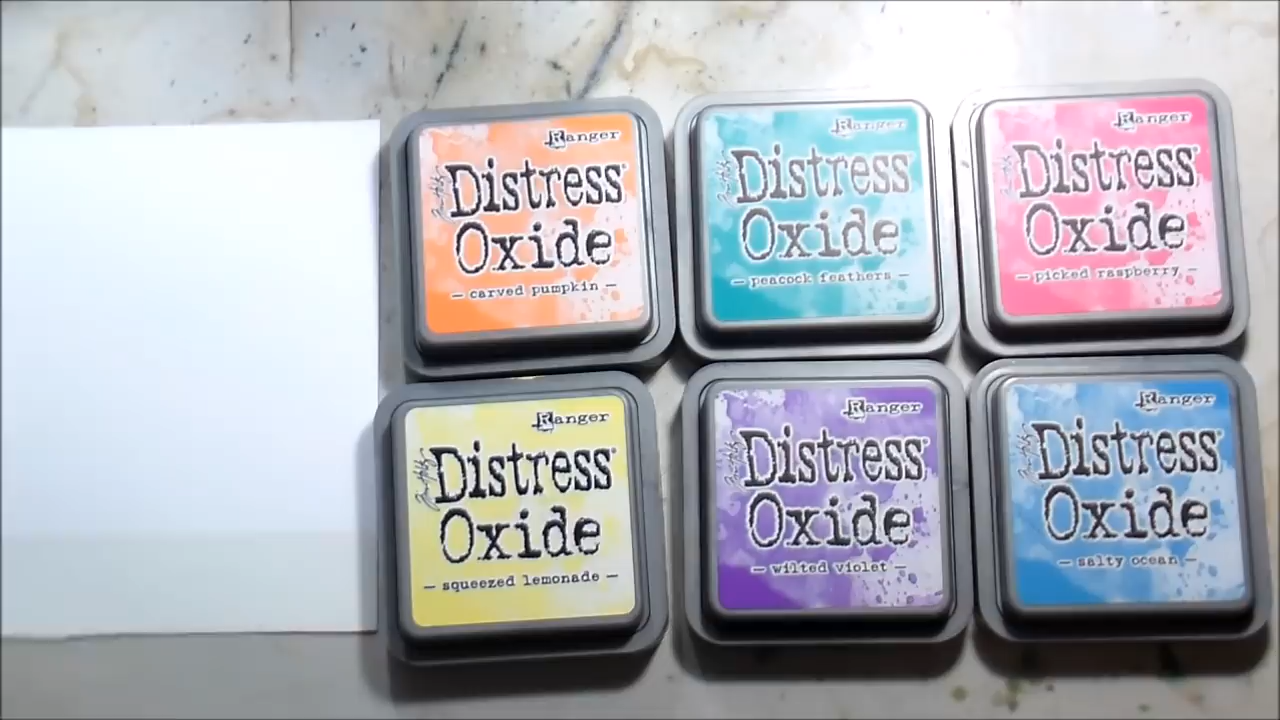 Ranger
Distress
Oxide
— carved pumpkin —
Ranger
Distress
Oxide
— peacock feathers —
Ranger
Distress
Oxide
— picked raspberry —
Ranger
Distress
Oxide
— squeezed lemonade —
Ranger
Distress
Oxide
— wilted violet —
Ranger
Distress
Oxide
— salty ocean —